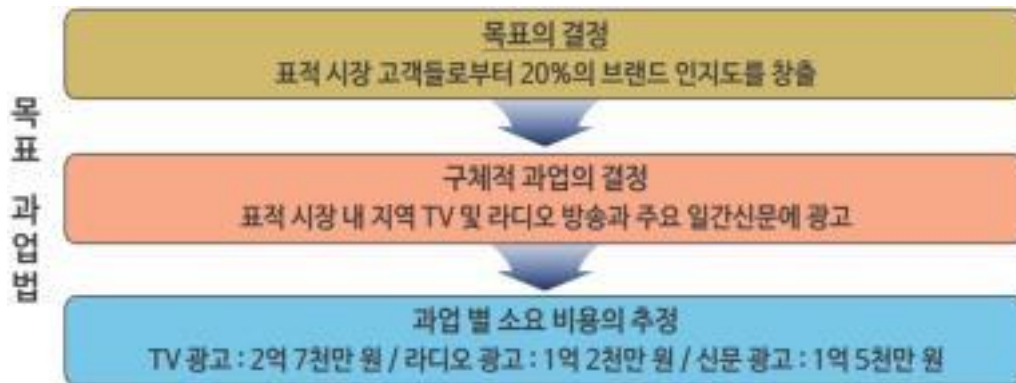 목표 과업법
목표의 결정
표적 시장 고객들로부터 20%의 브랜드 인지도를 창출
구체적 과업의 결정
표적 시장 내 지역 TV 및 라디오 방송과 주요 일간신문에 광고
과업 별 소요 비용의 추정
TV 광고 : 2억 7천만 원 / 라디오 광고 : 1억 2천만 원 / 신문 광고 : 1억 5천만 원